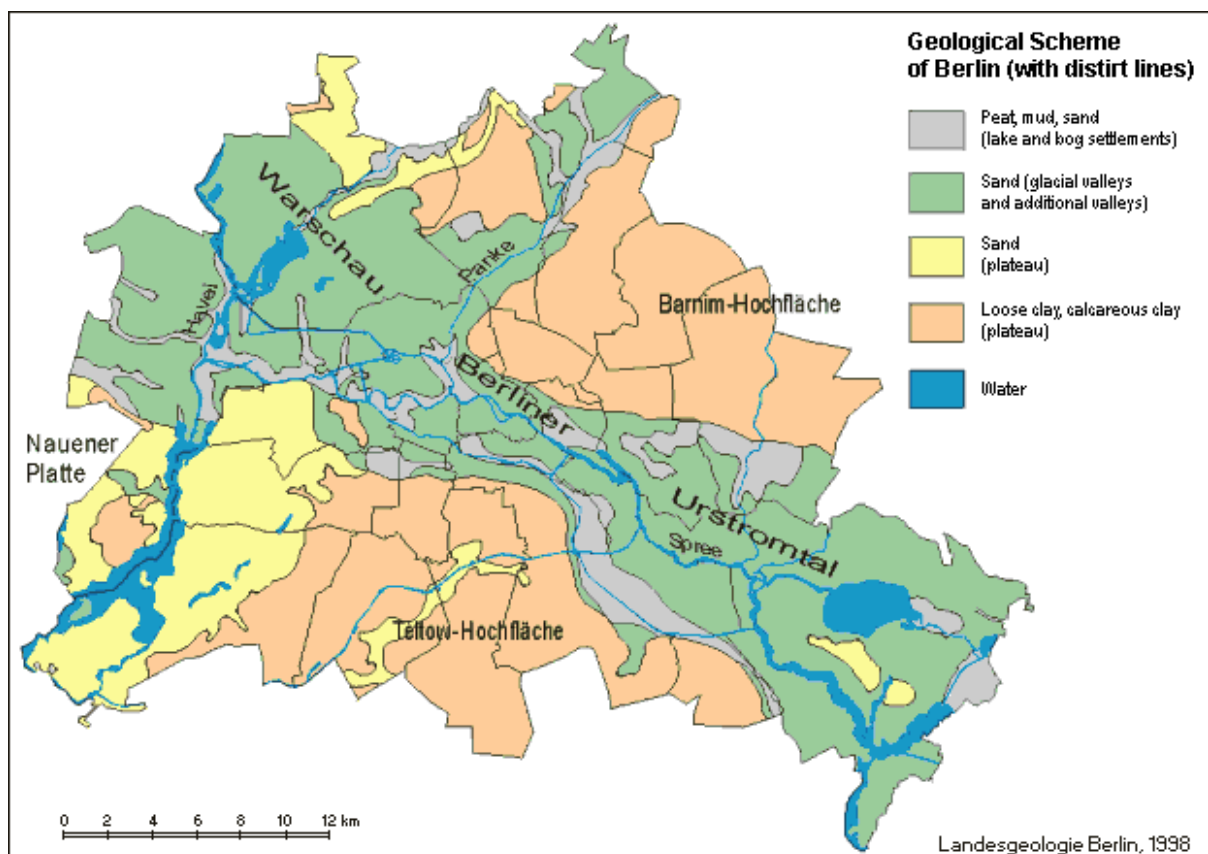 Geological Scheme
of Berlin (with distirt lines)
Peat, mud, sand
(lake and bog settlements)
Sand (glacial valleys
and additional valleys)
Sand
(plateau)
Loose clay, calcareous clay
(plateau)
Water
Warschau
Havel
Panke
Barnim-Hochfläche
Berliner
Nauener
Platte
Urstromtal
Spree
Teltow-Hochfläche
0 2 4 6 8 10 12 km
Landesgeologie Berlin, 1998